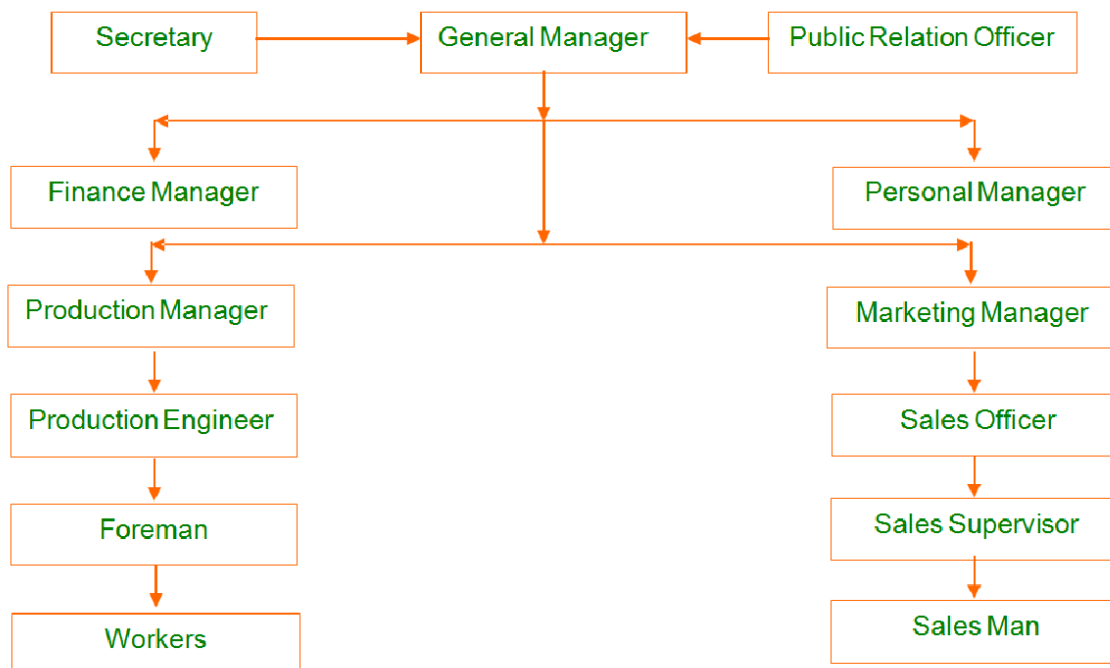 Secretary
General Manager
Public Relation Officer
Finance Manager
Personal Manager
Production Manager
Marketing Manager
Production Engineer
Sales Officer
Foreman
Sales Supervisor
Workers
Sales Man